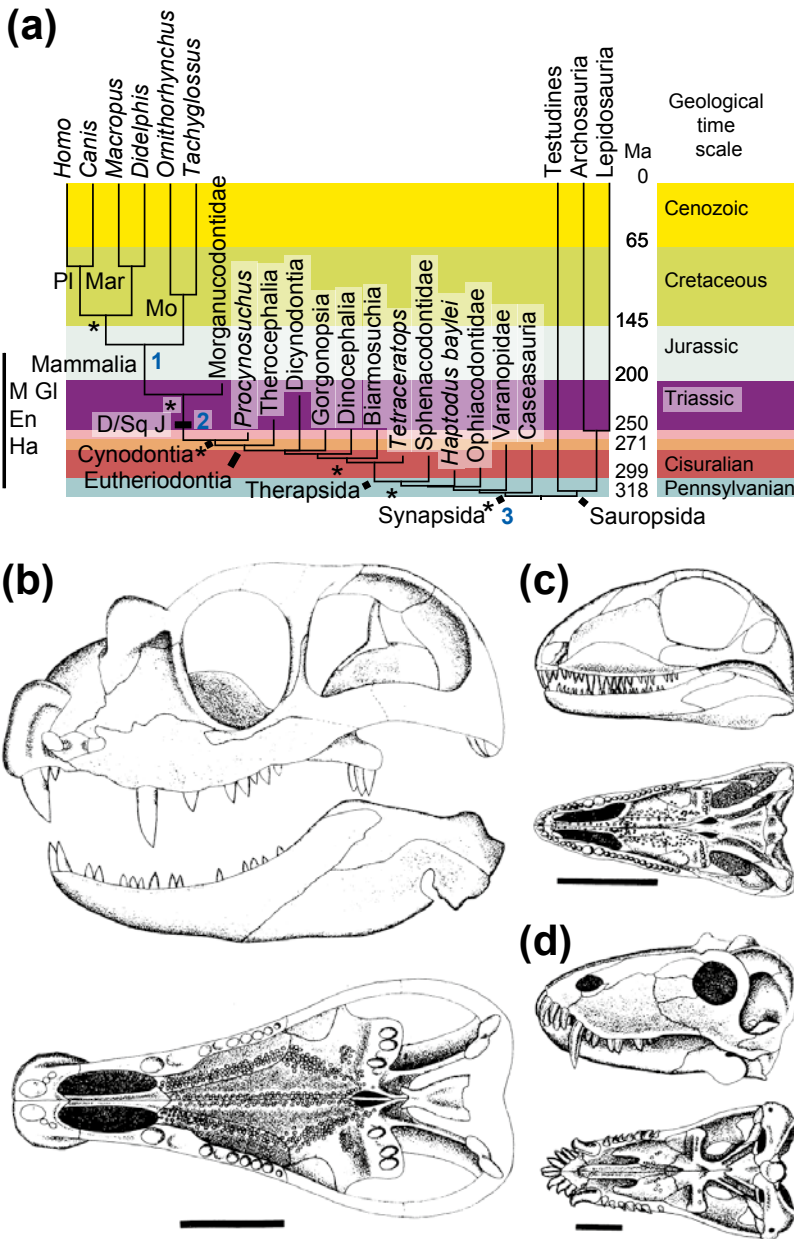 (a)
Homo
Canis
Macropus
Didelphis
Ornithorhynchus
Tachyglossus
Testudines
Archosauria
Lepidosauria
Ma
0
Geological
time
scale
Cenozoic
65
Pl
Mar
Mo
Morganucodontidae
Cretaceous
*
145
Mammalia
1
Jurassic
200
Procynosuchus
Therocephalia
Dicynodontia
Gorgonopsia
Dinocephalia
Biarmosuchia
Tetraceratops
Sphenacodontidae
Haptodus baylei
Ophiacodontidae
Varanopidae
Caseasauria
M Gl
En
Ha
*
D/Sq J
2
Triassic
250
Cynodontia*
271
Eutheriodontia
*
Cisuralian
299
Therapsida
*
Pennsylvanian
318
Synapsida*
3
Sauropsida
(b)
(c)
(d)